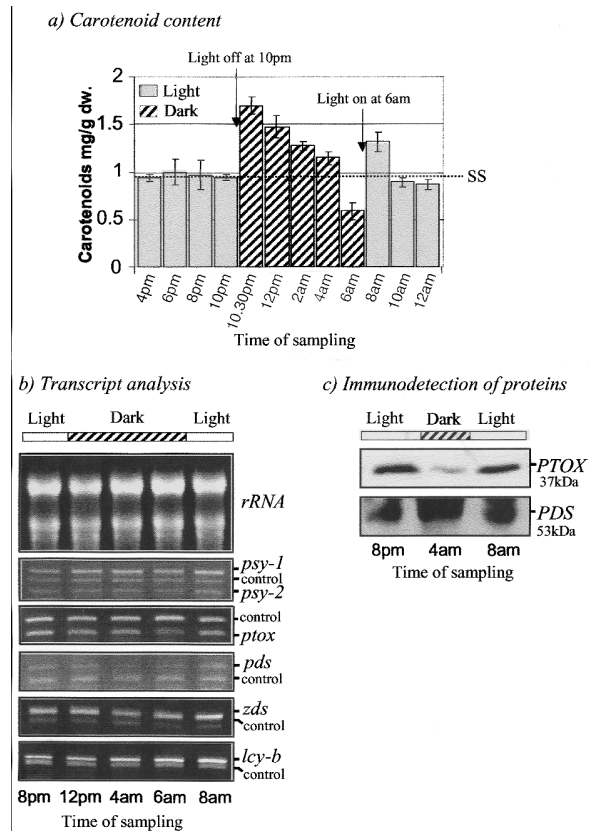 a) Carotenoid content
Light off at 10pm
Light on at 6am
Light
Dark
Carotenoids mg/g dw.
2
1.5
1
0.5
0
SS
4pm
6pm
8pm
10pm
10.30pm
12pm
2am
4am
6am
8am
10am
12am
Time of sampling
b) Transcript analysis
Light Dark Light
rRNA
psy-1
control
psy-2
control
ptox
pds
control
zds
control
lcy-b
control
8pm 12pm 4am 6am 8am
Time of sampling
c) Immunodetection of proteins
Light Dark Light
PTOX
37kDa
PDS
53kDa
8pm 4am 8am
Time of sampling